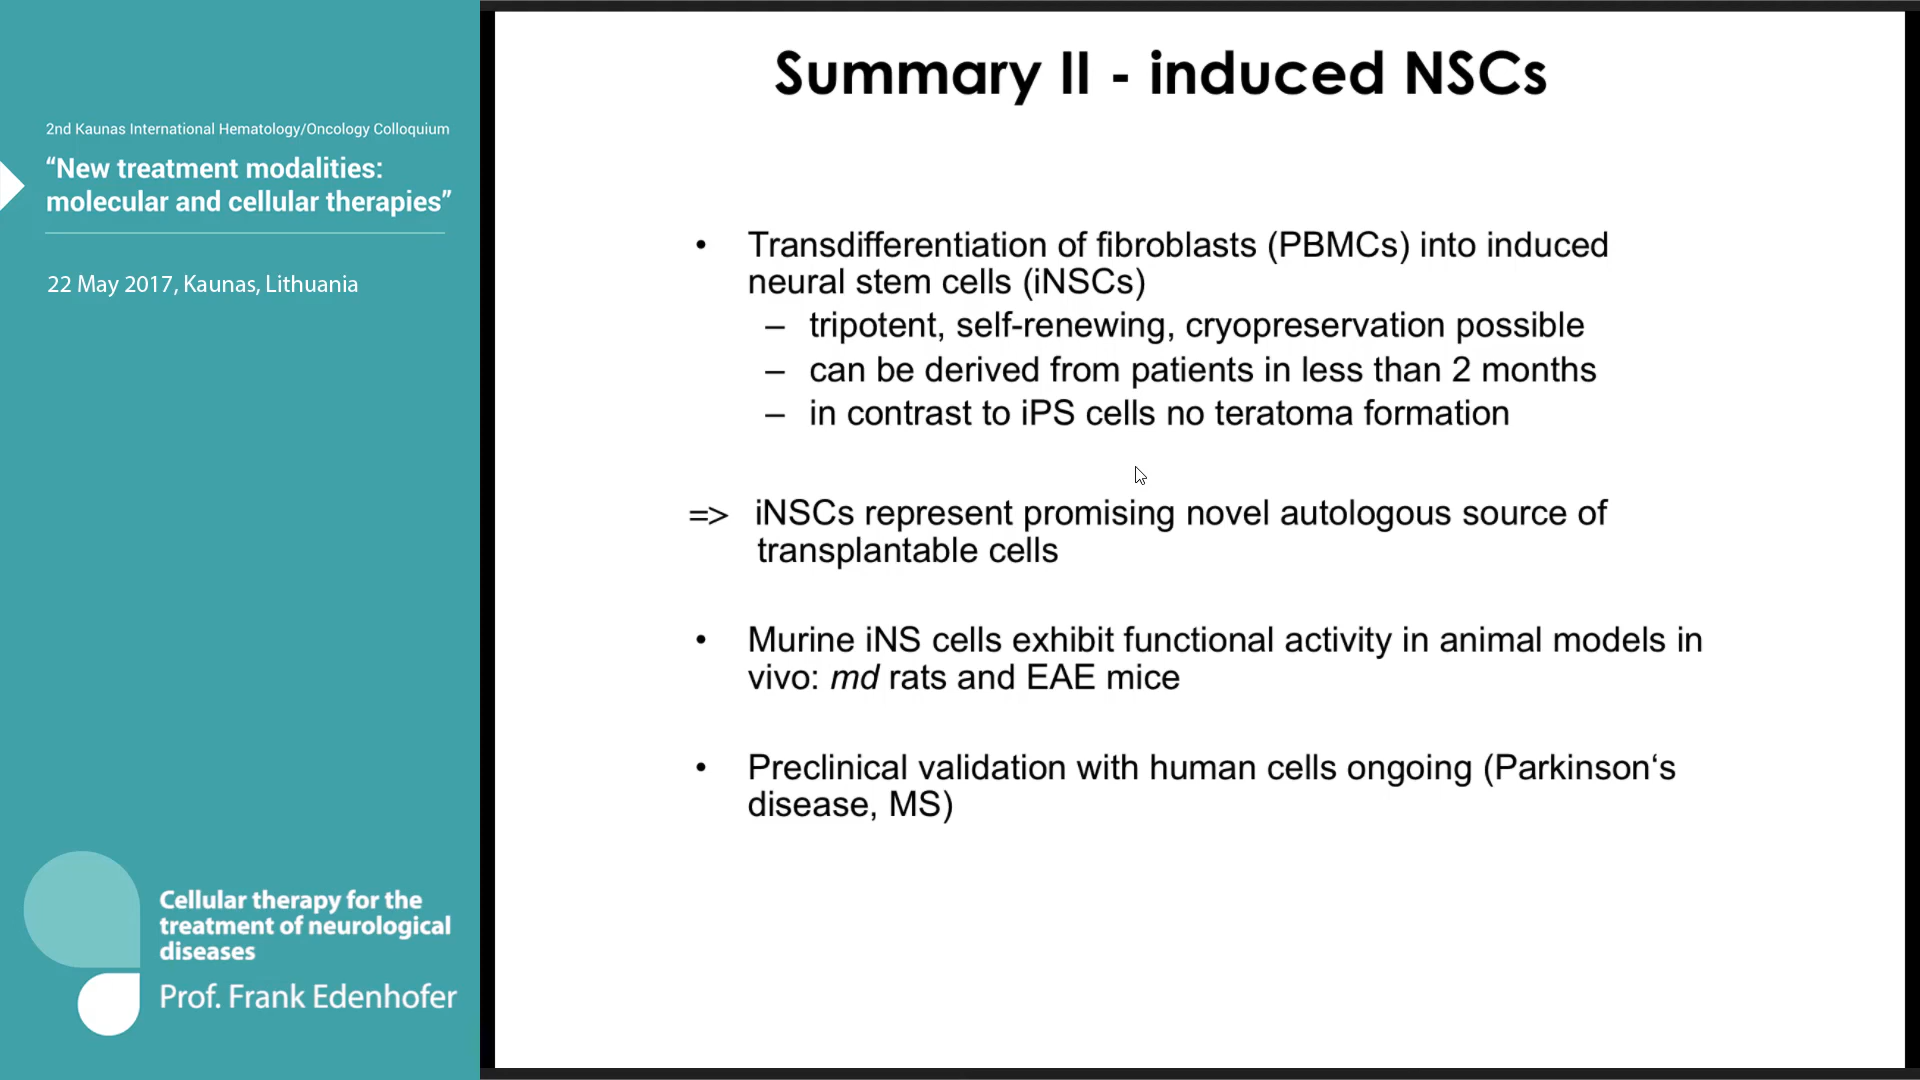 2nd Kaunas International Hematology/Oncology Colloquium
“New treatment modalities:
molecular and cellular therapies”
22 May 2017, Kaunas, Lithuania
Cellular therapy for the
treatment of neurological
diseases
Prof. Frank Edenhofer
Summary II - induced NSCs
• Transdifferentiation of fibroblasts (PBMCs) into induced
neural stem cells (iNSCs)
– tripotent, self-renewing, cryopreservation possible
– can be derived from patients in less than 2 months
– in contrast to iPS cells no teratoma formation
=> iNSCs represent promising novel autologous source of
transplantable cells
• Murine iNS cells exhibit functional activity in animal models in
vivo: md rats and EAE mice
• Preclinical validation with human cells ongoing (Parkinson‘s
disease, MS)